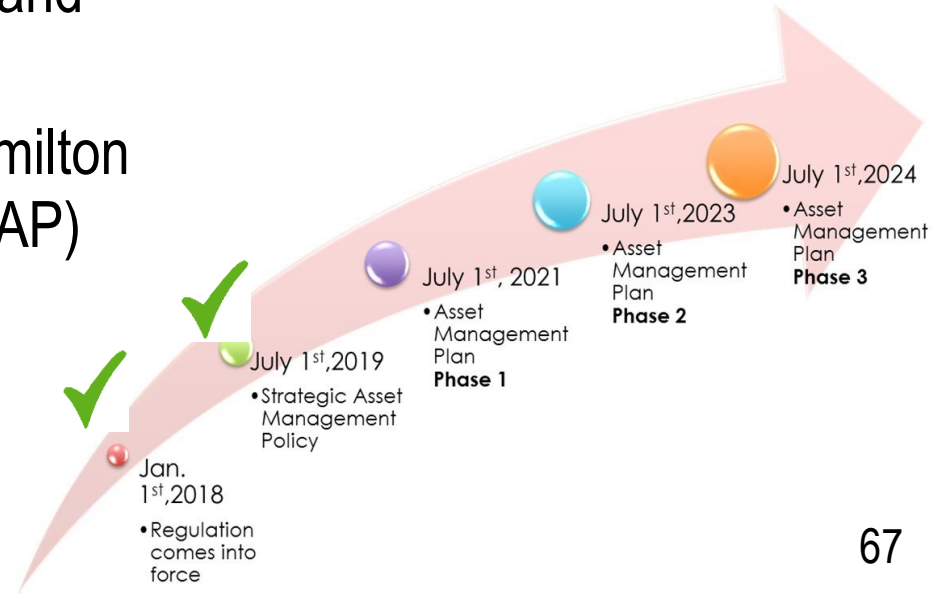 and
milton
AP)
July 1st,2024
•Asset
Management
Plan
Phase 3
July 1st,2023
•Asset
Management
Plan
Phase 2
July 1st, 2021
•Asset
Management
Plan
Phase 1
July 1st,2019
•Strategic Asset
Management
Policy
Jan.
1st,2018
•Regulation
comes into
force
67